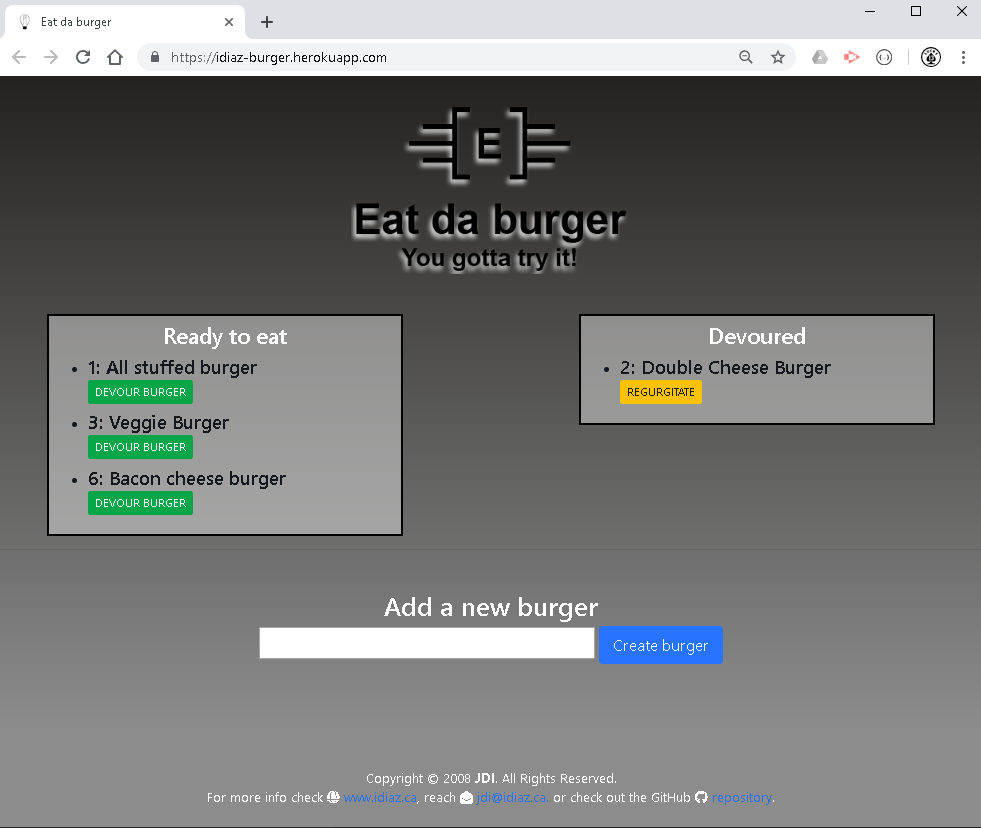 Eat da burger
https://idiaz-burger.herokuapp.com
E
Eat da burger
You gotta try it!
Ready to eat
1: All stuffed burger
DEVOUR BURGER
3: Veggie Burger
DEVOUR BURGER
6: Bacon cheese burger
DEVOUR BURGER
Devoured
2: Double Cheese Burger
REGURGITATE
Add a new burger
Create burger
Copyright © 2008 JDI. All Rights Reserved.
For more info check www.idiaz.ca, reach jdi@idiaz.ca. or check out the GitHub repository.